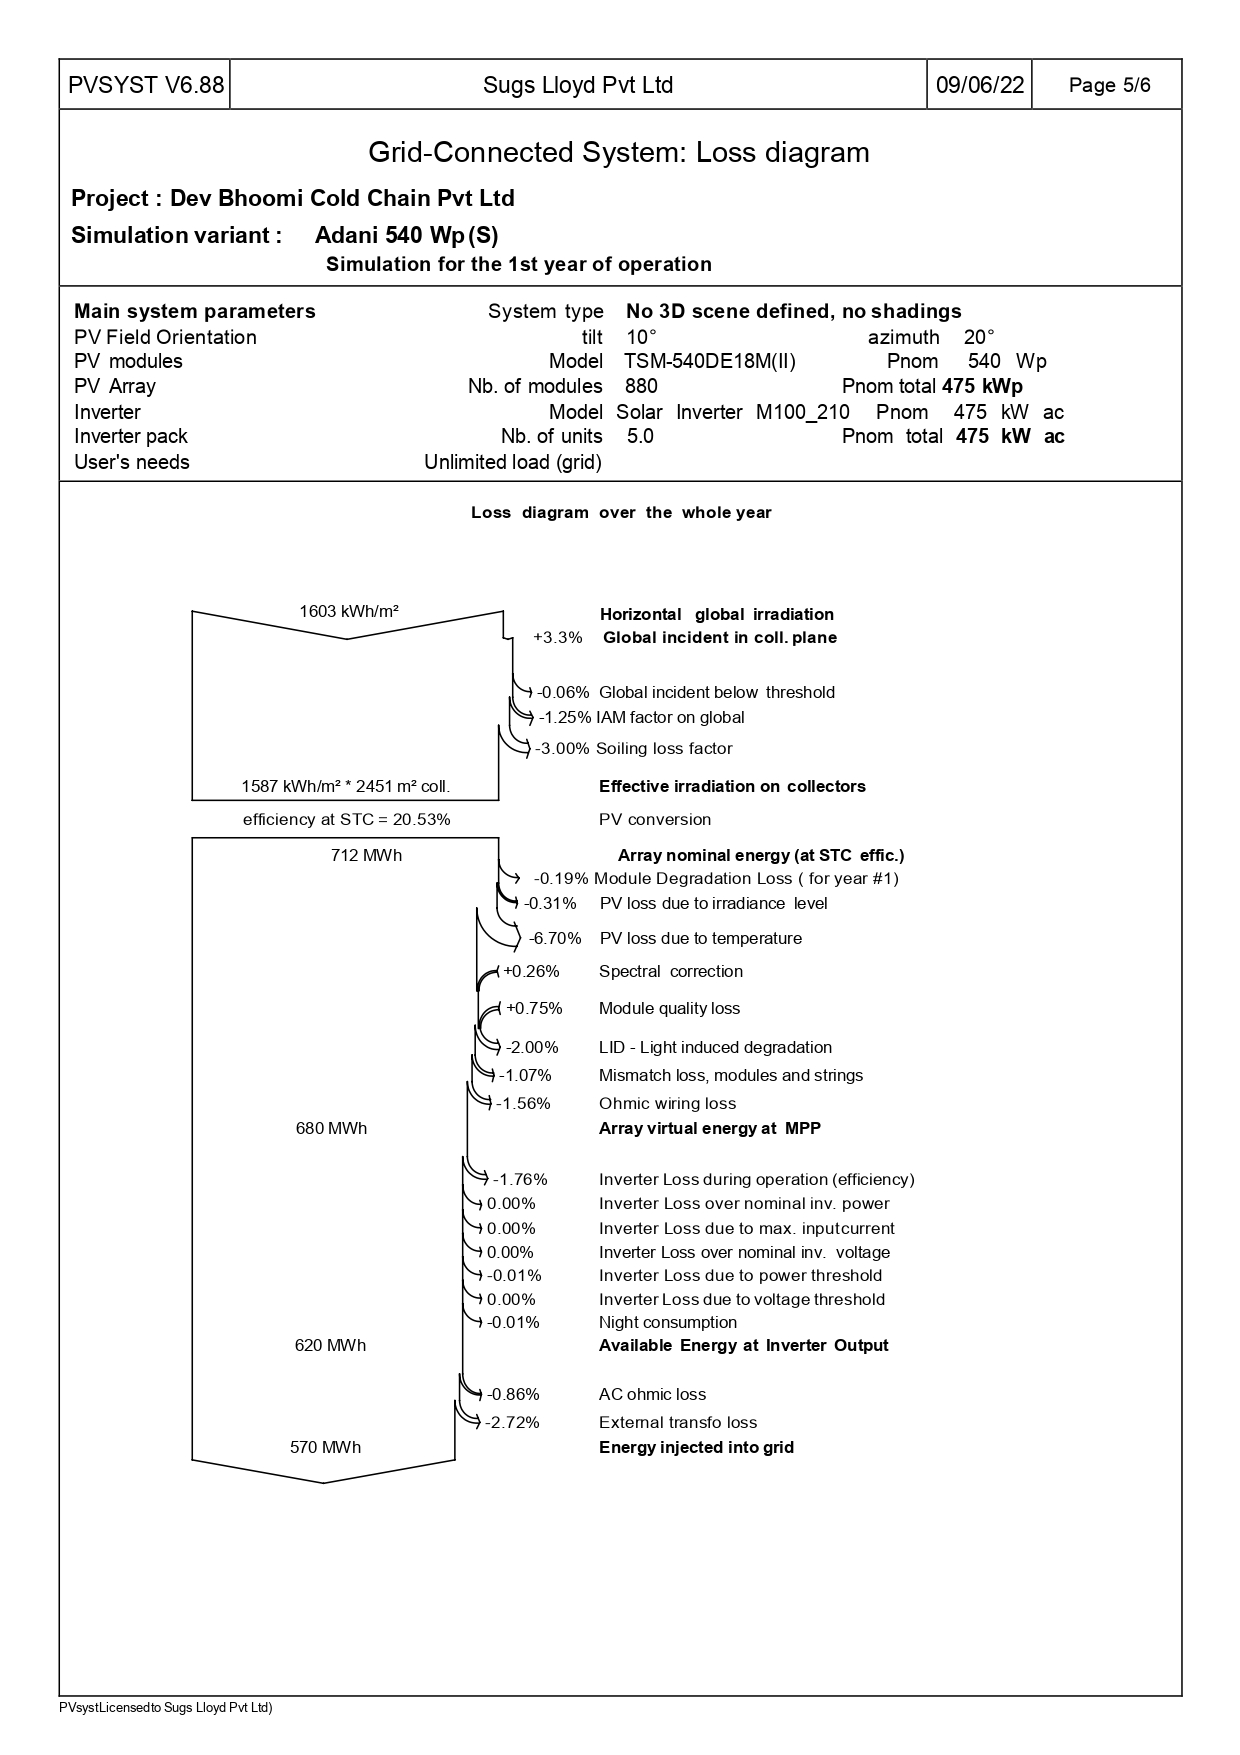 PVSYST V6.88 Sugs Lloyd Pvt Ltd 09/06/22 Page 5/6
Grid-Connected System: Loss diagram
Project : Dev Bhoomi Cold Chain Pvt Ltd
Simulation variant : Adani 540 Wp (S)
Simulation for the 1st year of operation
Main system parameters System type No 3D scene defined, no shadings
PV Field Orientation tilt 10° azimuth 20°
PV modules Model TSM-540DE18M(II) Pnom 540 Wp
PV Array Nb. of modules 880 Pnom total 475 kWp
Inverter Model Solar Inverter M100_210 Pnom 475 kW ac
Inverter pack Nb. of units 5.0 Pnom total 475 kW ac
User's needs Unlimited load (grid)
Loss diagram over the whole year
1603 kWh/m² Horizontal global irradiation
+3.3% Global incident in coll. plane
-0.06% Global incident below threshold
-1.25% IAM factor on global
-3.00% Soiling loss factor
1587 kWh/m² * 2451 m² coll. Effective irradiation on collectors
efficiency at STC = 20.53% PV conversion
712 MWh Array nominal energy (at STC effic.)
-0.19% Module Degradation Loss ( for year #1)
-0.31% PV loss due to irradiance level
-6.70% PV loss due to temperature
+0.26% Spectral correction
+0.75% Module quality loss
-2.00% LID - Light induced degradation
-1.07% Mismatch loss, modules and strings
-1.56% Ohmic wiring loss
680 MWh Array virtual energy at MPP
-1.76% Inverter Loss during operation (efficiency)
0.00% Inverter Loss over nominal inv. power
0.00% Inverter Loss due to max. input current
0.00% Inverter Loss over nominal inv. voltage
-0.01% Inverter Loss due to power threshold
0.00% Inverter Loss due to voltage threshold
-0.01% Night consumption
620 MWh Available Energy at Inverter Output
-0.86% AC ohmic loss
-2.72% External transfo loss
570 MWh Energy injected into grid
PVsystLicensedto Sugs Lloyd Pvt Ltd)